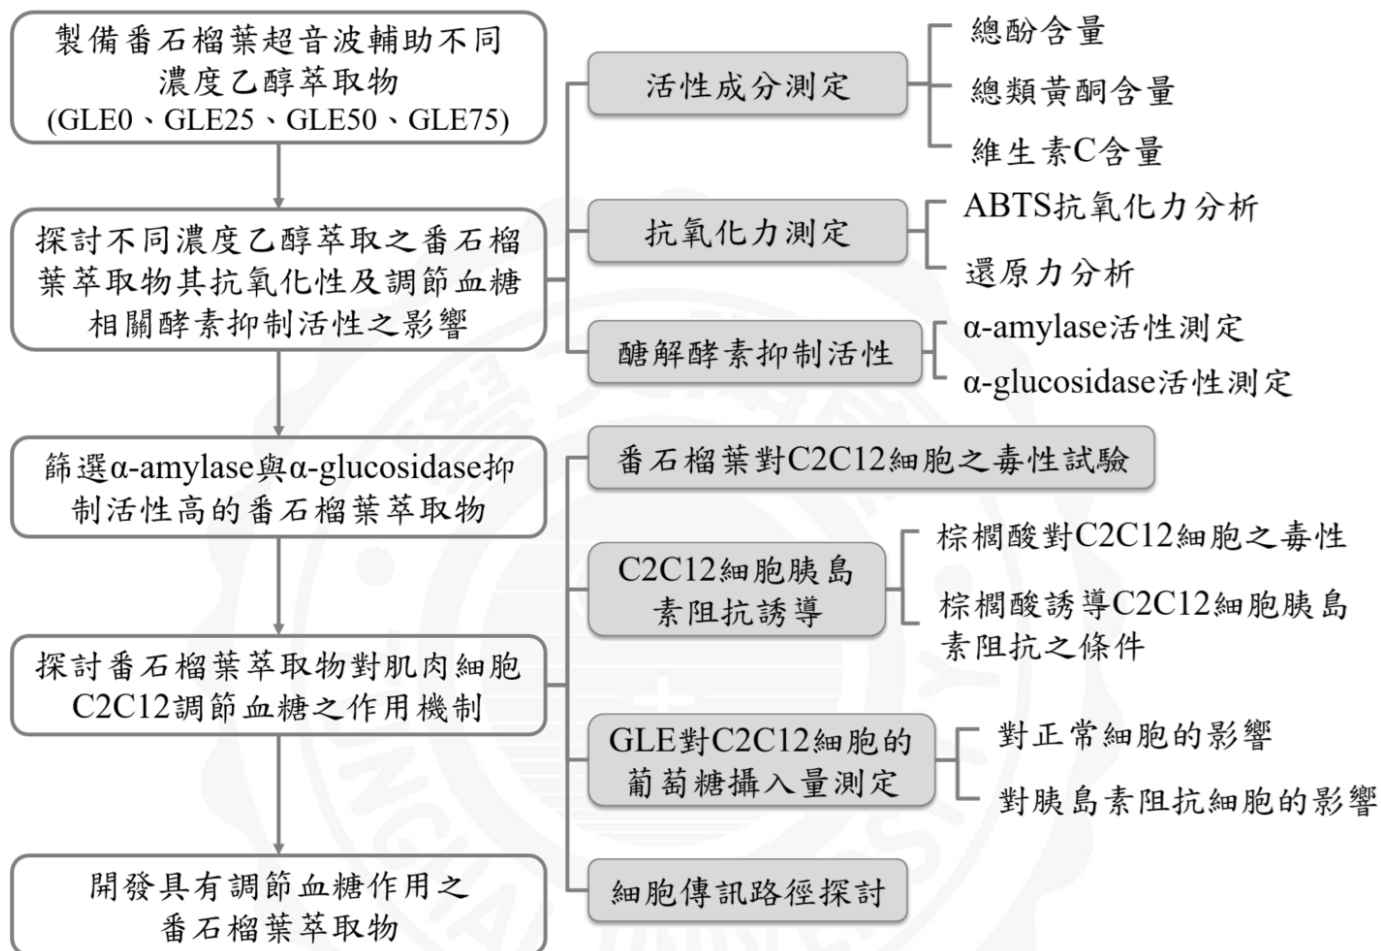 製備番石榴葉超音波輔助不同
濃度乙醇萃取物
(GLE0、GLE25、GLE50、GLE75)
探討不同濃度乙醇萃取之番石榴
葉萃取物其抗氧化性及調節血糖
相關酵素抑制活性之影響
活性成分測定
總酚含量
總類黃酮含量
維生素C含量
抗氧化力測定
ABTS抗氧化力分析
還原力分析
醣解酵素抑制活性
α-amylase活性測定
α-glucosidase活性測定
篩選α-amylase與α-glucosidase抑
制活性高的番石榴葉萃取物
探討番石榴葉萃取物對肌肉細胞
C2C12調節血糖之作用機制
番石榴葉對C2C12細胞之毒性試驗
C2C12細胞胰島
素阻抗誘導
棕櫚酸對C2C12細胞之毒性
棕櫚酸誘導C2C12細胞胰島
素阻抗之條件
GLE對C2C12細胞的
葡萄糖攝入量測定
對正常細胞的影響
對胰島素阻抗細胞的影響
細胞傳訊路徑探討
開發具有調節血糖作用之
番石榴葉萃取物